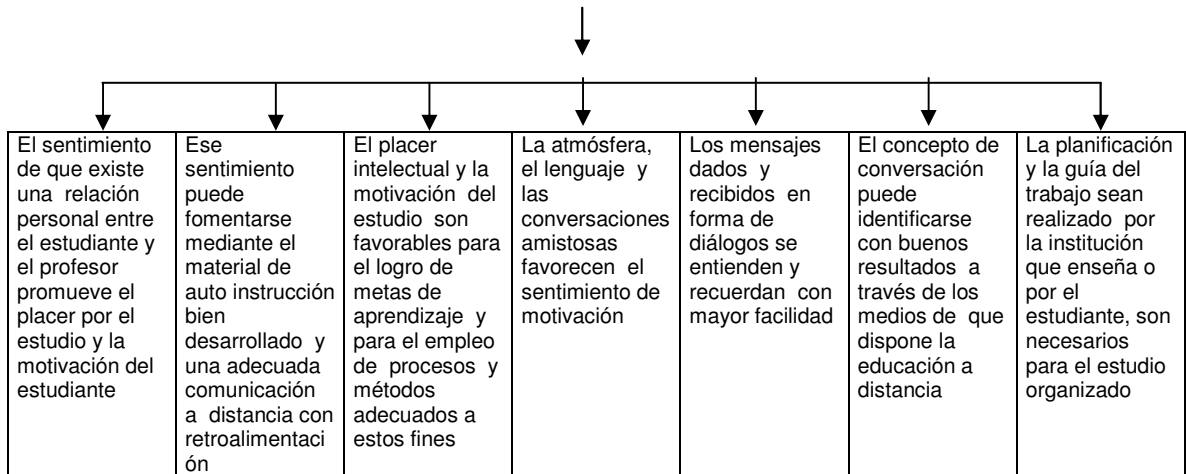 El sentimiento
de que existe
una relación
personal entre
el estudiante y
el profesor
promueve el
placer por el
estudio y la
motivación del
estudiante
Ese
sentimiento
puede
fomentarse
mediante el
material de
auto instrucción
bien
desarrollado y
una adecuada
comunicación
a distancia con
retroalimentaci
ón
El placer
intelectual y la
motivación del
estudio son
favorables para
el logro de
metas de
aprendizaje y
para el empleo
de procesos y
métodos
adecuados a
estos fines
La atmósfera,
el lenguaje y
las
conversaciones
amistosas
favorecen el
sentimiento de
motivación
Los mensajes
dados y
recibidos en
forma de
diálogos se
entienden y
recuerdan con
mayor facilidad
El concepto de
conversación
puede
identificarse
con buenos
resultados a
través de los
medios de que
dispone la
educación a
distancia
La planificación
y la guía del
trabajo sean
realizado por
la institución
que enseña o
por el
estudiante, son
necesarios
para el estudio
organizado